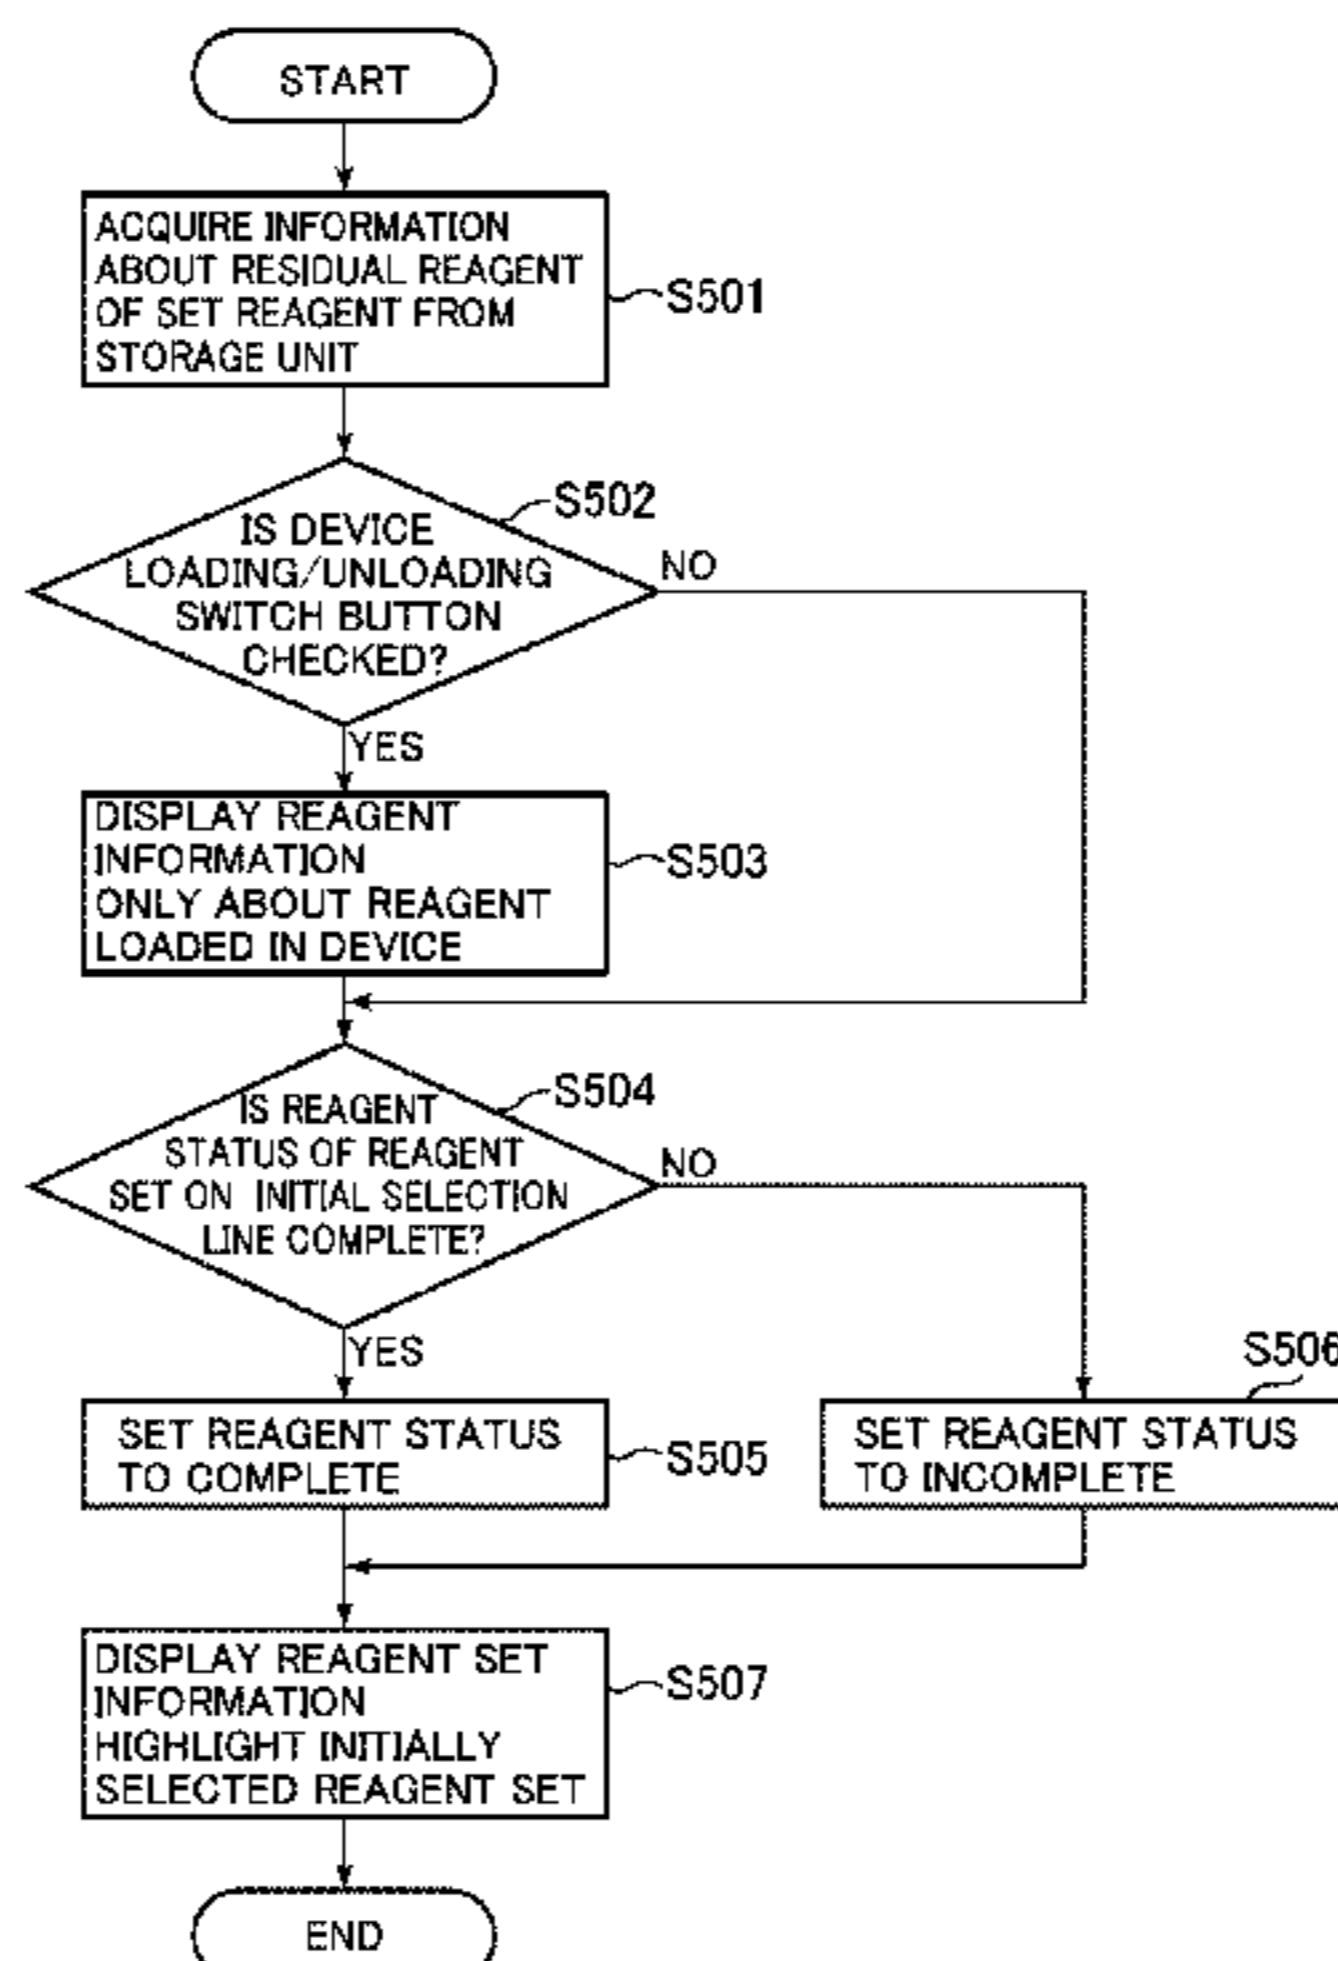 START
ACQUIRE INFORMATION
ABOUT RESIDUAL REAGENT
OF SET REAGENT FROM
STORAGE UNIT
S501
S502
IS DEVICE
LOADING/UNLOADING
SWITCH BUTTON
CHECKED?
NO
YES
DISPLAY REAGENT
INFORMATION
ONLY ABOUT REAGENT
LOADED IN DEVICE
S503
S504
IS REAGENT
STATUS OF REAGENT
SET ON INITIAL SELECTION
LINE COMPLETE?
NO
YES
SET REAGENT STATUS
TO COMPLETE
S505
S506
SET REAGENT STATUS
TO INCOMPLETE
DISPLAY REAGENT SET
INFORMATION
HIGHLIGHT INITIALLY
SELECTED REAGENT SET
S507
END